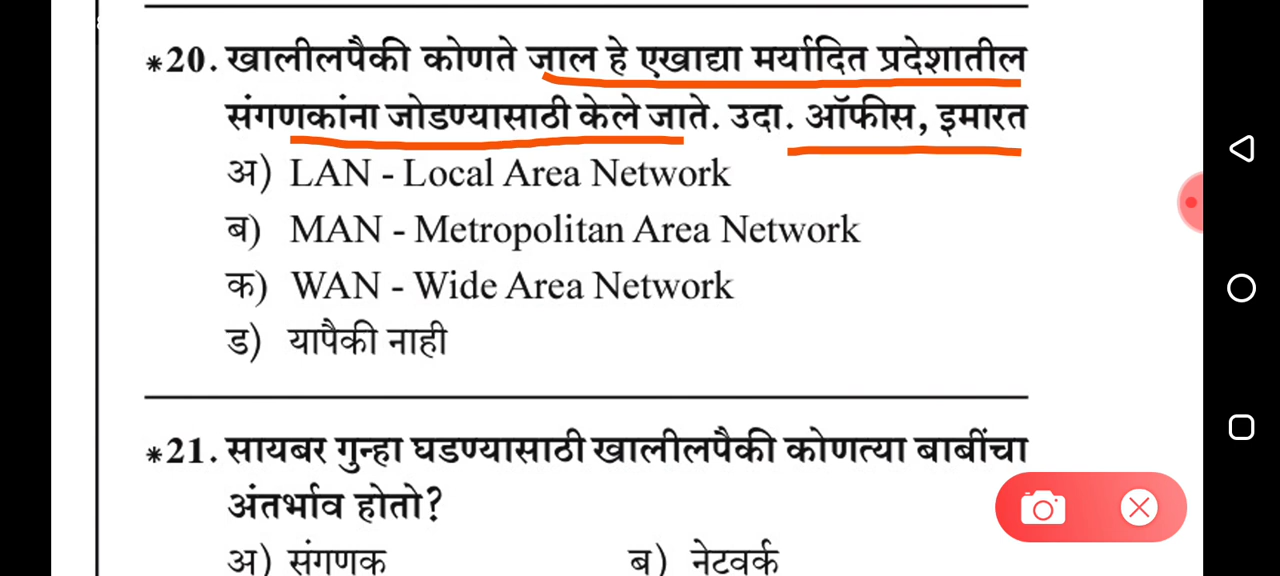 *20. खालीलपैकी कोणते जाल हे एखाद्या मर्यादित प्रदेशातील
संगणकांना जोडण्यासाठी केले जाते. उदा. ऑफीस, इमारत
अ) LAN - Local Area Network
ब) MAN - Metropolitan Area Network
क) WAN - Wide Area Network
ड) यापैकी नाही
*21. सायबर गुन्हा घडण्यासाठी खालीलपैकी कोणत्या बाबींचा
अंतर्भाव होतो?
अ) संगणक ब) नेटवर्क